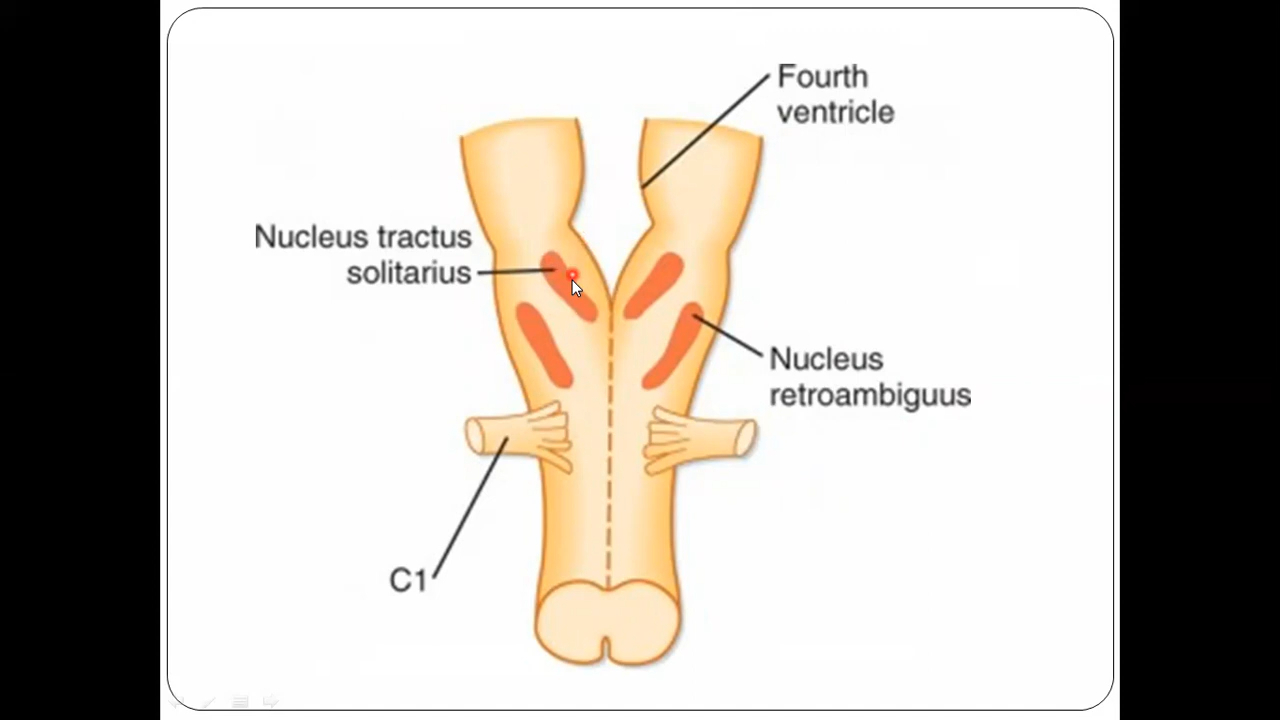 Fourth
ventricle
Nucleus tractus
solitarius
Nucleus
retroambiguus
C1